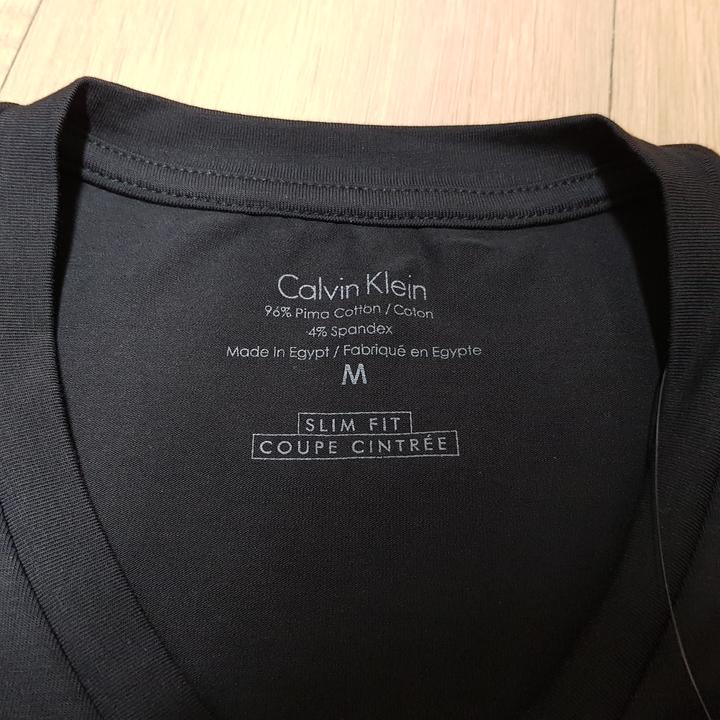 Calvin Klein
96% Pima Cotton / Coton
4% Spandex
Made in Egypt / Fabriqué en Egypte
M
SLIM FIT
COUPE CINTRÉE